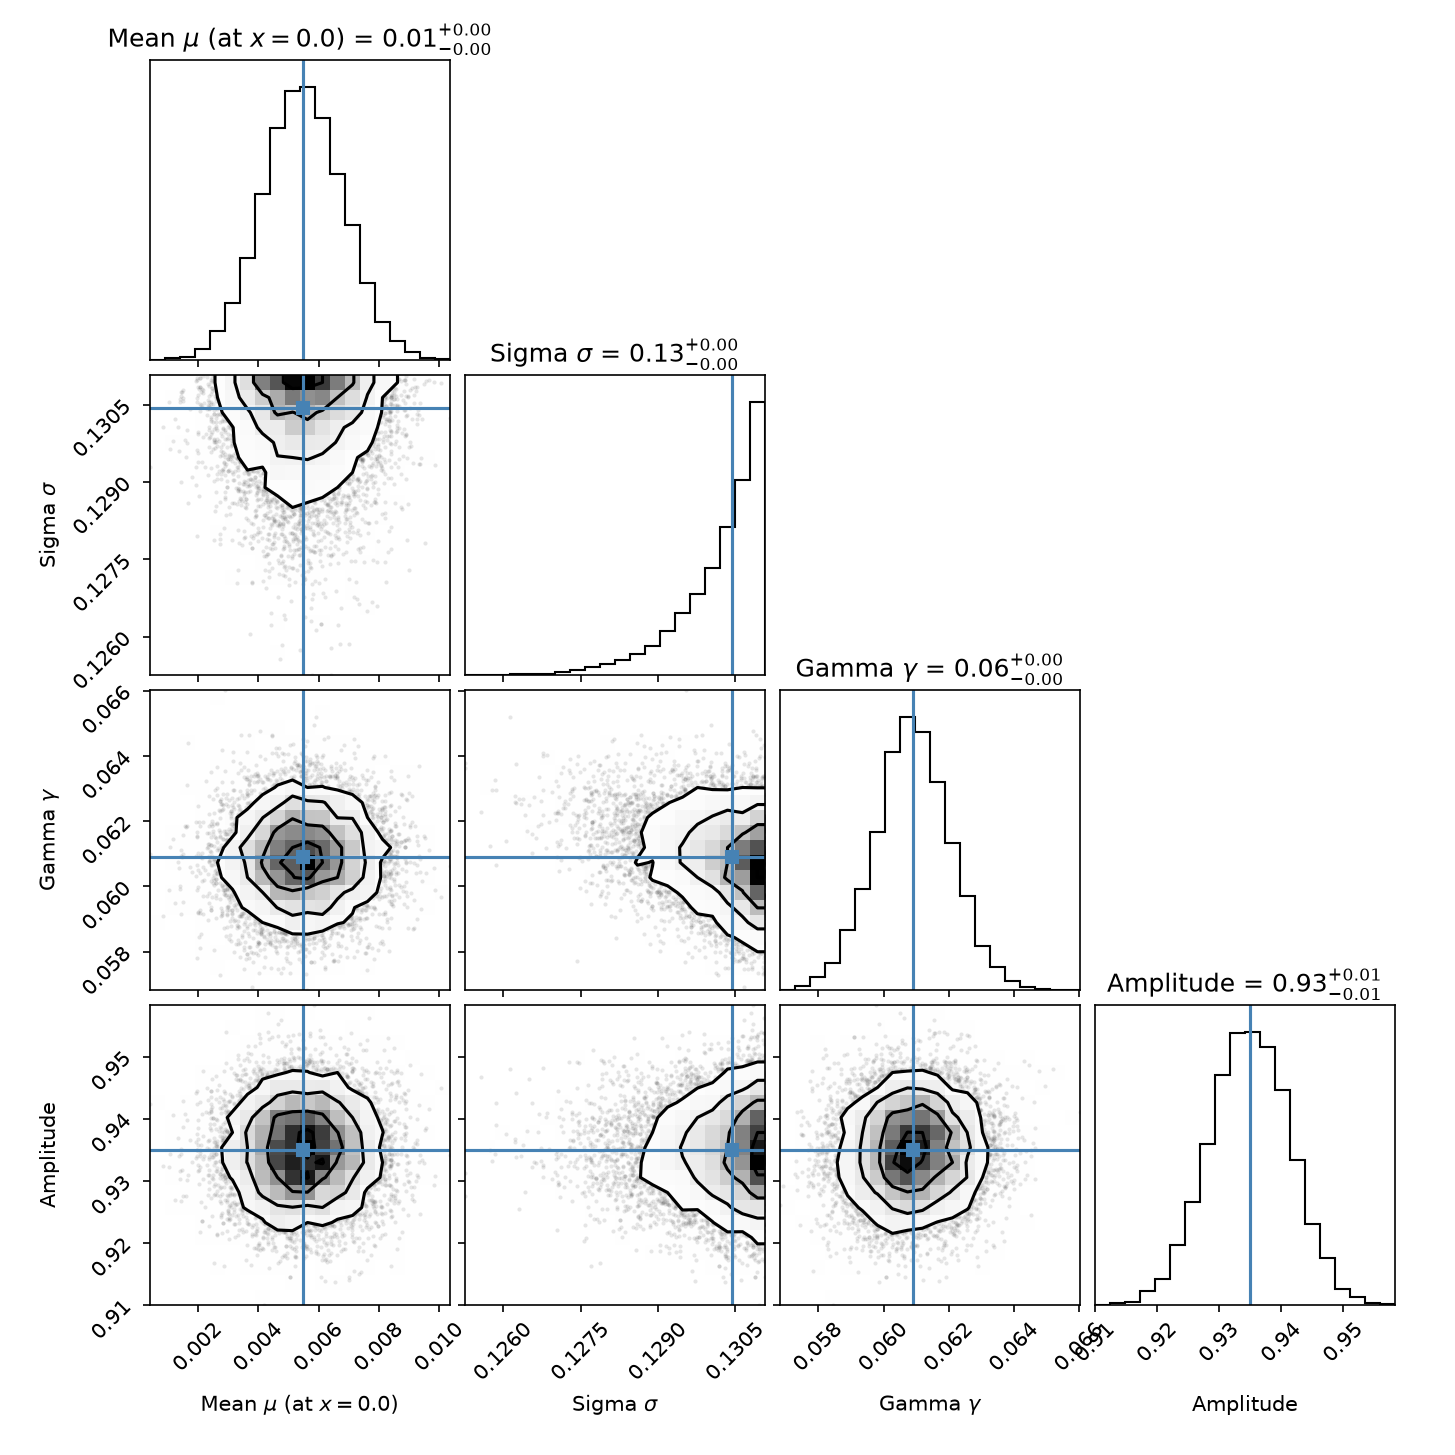 Mean μ (at x = 0.0) = 0.01+0.00−0.00
Sigma σ = 0.13+0.00−0.00
0.1305
0.1290
0.1275
0.1260
Sigma σ
Gamma γ = 0.06+0.00−0.00
0.066
0.064
0.062
0.060
0.058
Gamma γ
Amplitude = 0.93+0.01−0.01
0.95
0.94
0.93
0.92
0.91
Amplitude
0.002 0.004 0.006 0.008 0.010
0.1260 0.1275 0.1290 0.1305
0.058 0.060 0.062 0.064 0.066
0.91 0.92 0.93 0.94 0.95
Mean μ (at x = 0.0)
Sigma σ
Gamma γ
Amplitude